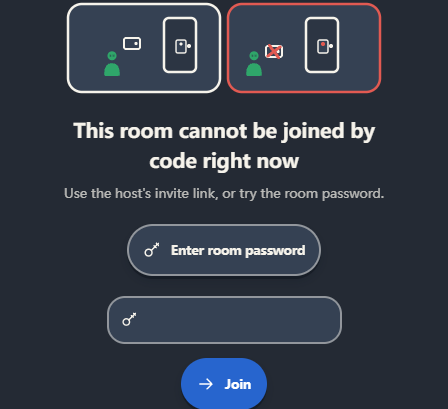 This room cannot be joined by
code right now
Use the host's invite link, or try the room password.
Enter room password
Join